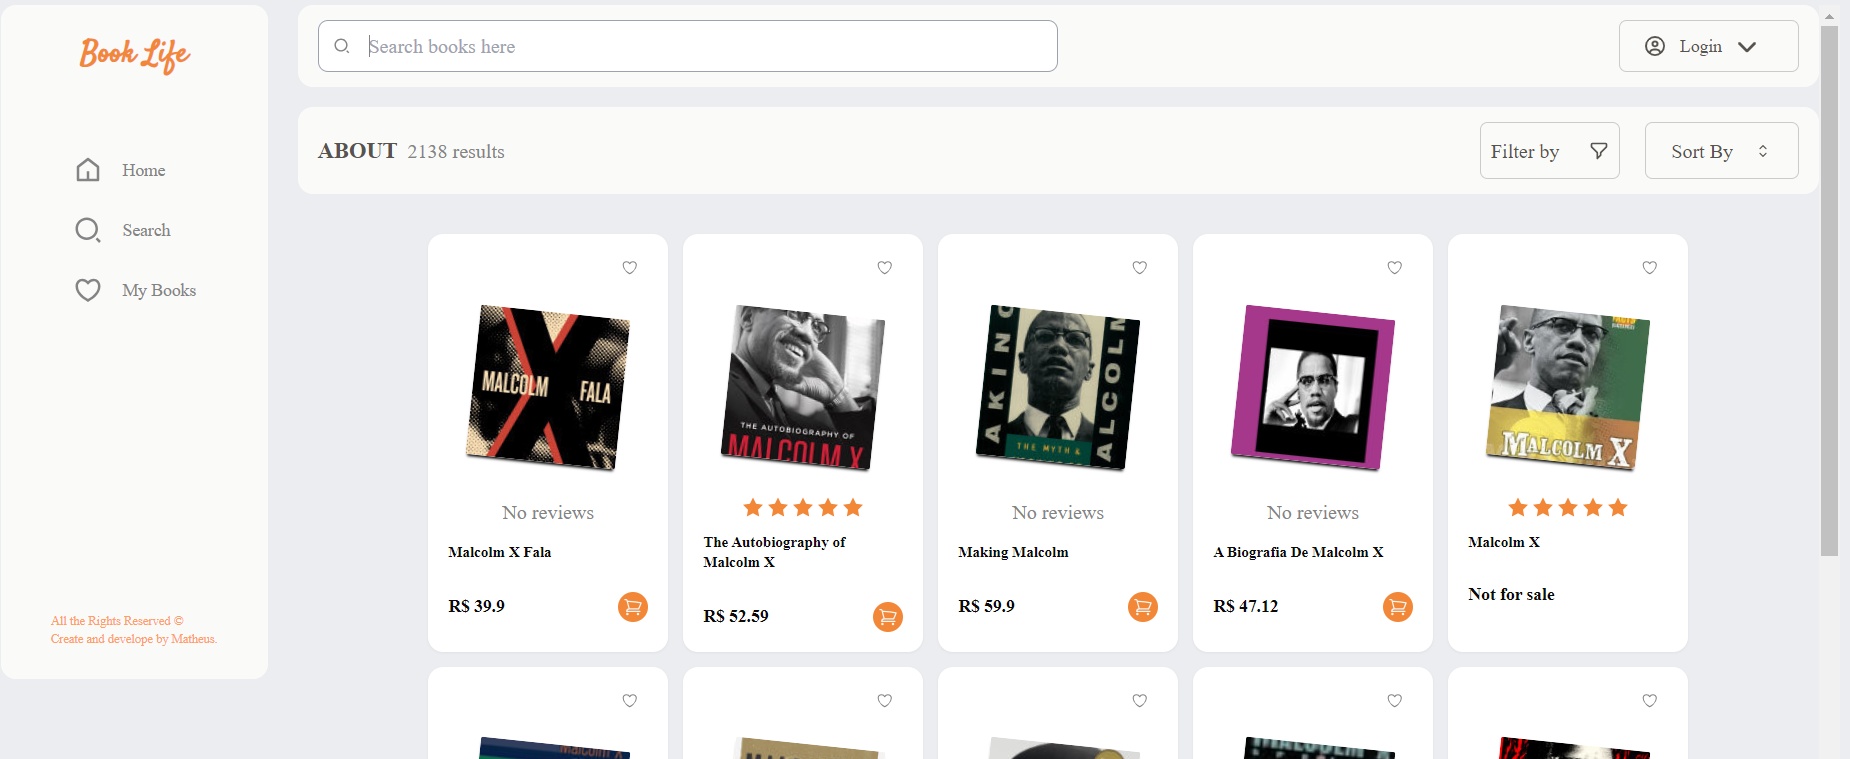 Book Life
Search books here
Login
Home
Search
My Books
All the Rights Reserved ©
Create and develope by Matheus.
ABOUT 2138 results
Filter by
Sort By
MALCOLM FALA
No reviews
Malcolm X Fala
R$ 39.9
THE AUTOBIOGRAPHY OF
MALCOLM X
The Autobiography of
Malcolm X
R$ 52.59
AKING
MALCOLM
THE MYTH &
No reviews
Making Malcolm
R$ 59.9
No reviews
A Biografia De Malcolm X
R$ 47.12
MALCOLM X
Malcolm X
Not for sale